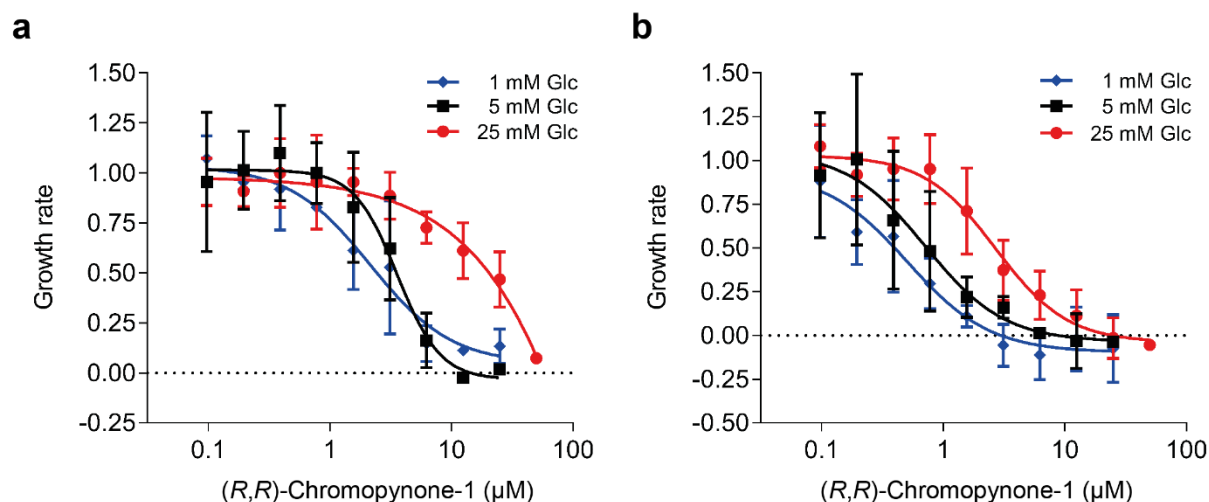 a
1.50
1.25
1.00
0.75
0.50
0.25
0.00
-0.25
Growth rate
1 mM Glc
5 mM Glc
25 mM Glc
0.1 1 10 100
(R,R)-Chromopynone-1 (µM)
b
1.50
1.25
1.00
0.75
0.50
0.25
0.00
-0.25
-0.50
Growth rate
1 mM Glc
5 mM Glc
25 mM Glc
0.1 1 10 100
(R,R)-Chromopynone-1 (µM)